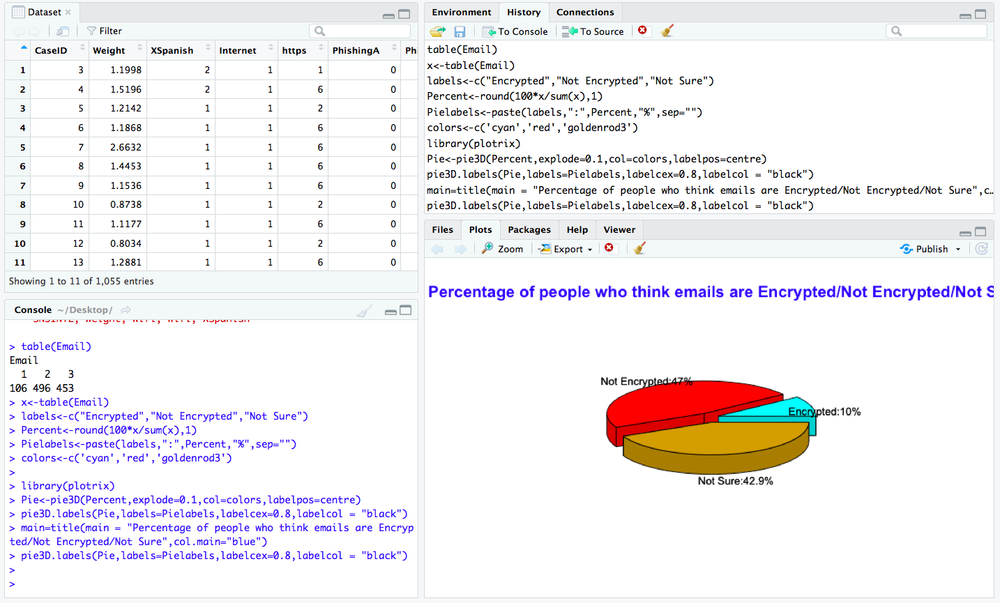 Dataset
Filter
CaseID Weight XSpanish Internet https PhishingA Phi
1 3 1.1998 2 1 1 0
2 4 1.5196 2 1 6 0
3 5 1.2142 1 1 2 0
4 6 1.1868 1 1 6 0
5 7 2.6632 1 1 6 0
6 8 1.4453 1 1 6 0
7 9 1.1536 1 1 6 0
8 10 0.8738 1 1 2 0
9 11 1.1177 1 1 6 0
10 12 0.8034 1 1 2 0
11 13 1.2881 1 1 6 0
Showing 1 to 11 of 1,055 entries
Console ~/Desktop/
SNSINTE, Weight, Wifi, Wifi, XSpanish
> table(Email)
Email
1 2 3
106 496 453
> x<-table(Email)
> labels<-c("Encrypted","Not Encrypted","Not Sure")
> Percent<-round(100*x/sum(x),1)
> Pielabels<-paste(labels,":",Percent,"%",sep="")
> colors<-c('cyan','red','goldenrod3')
>
> library(plotrix)
> Pie<-pie3D(Percent,explode=0.1,col=colors,labelpos=centre)
> pie3D.labels(Pie,labels=Pielabels,labelcex=0.8,labelcol = "black")
> main=title(main = "Percentage of people who think emails are Encryp
ted/Not Encrypted/Not Sure",col.main="blue")
> pie3D.labels(Pie,labels=Pielabels,labelcex=0.8,labelcol = "black")
>
>
Environment History Connections
To Console To Source
table(Email)
x<-table(Email)
labels<-c("Encrypted","Not Encrypted","Not Sure")
Percent<-round(100*x/sum(x),1)
Pielabels<-paste(labels,":",Percent,"%",sep="")
colors<-c('cyan','red','goldenrod3')
library(plotrix)
Pie<-pie3D(Percent,explode=0.1,col=colors,labelpos=centre)
pie3D.labels(Pie,labels=Pielabels,labelcex=0.8,labelcol = "black")
main=title(main = "Percentage of people who think emails are Encrypted/Not Encrypted/Not Sure",c…
pie3D.labels(Pie,labels=Pielabels,labelcex=0.8,labelcol = "black")
Files Plots Packages Help Viewer
Zoom Export Publish
Percentage of people who think emails are Encrypted/Not Encrypted/Not S
Not Encrypted:47%
Encrypted:10%
Not Sure:42.9%